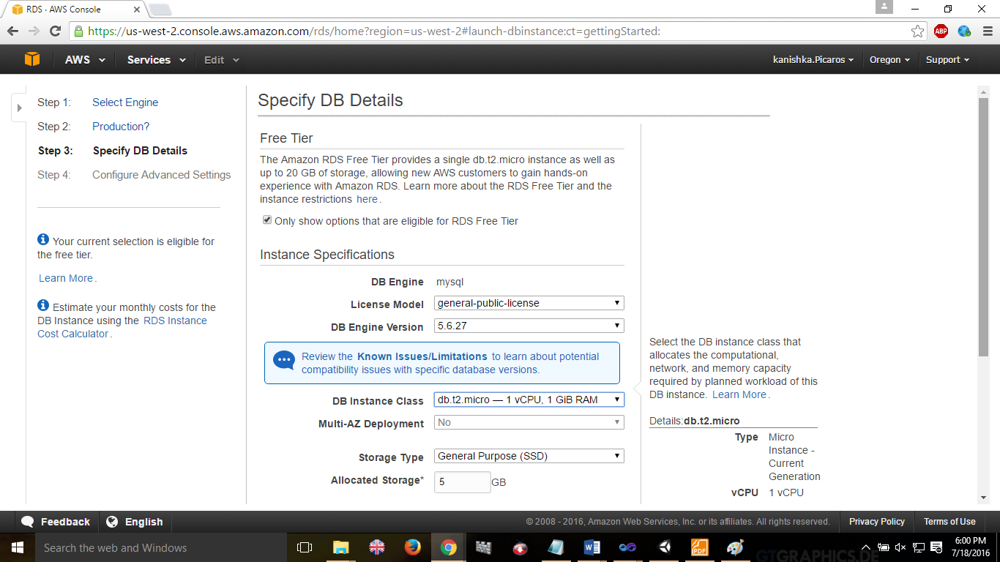 RDS · AWS Console
https://us-west-2.console.aws.amazon.com/rds/home?region=us-west-2#launch-dbinstance:ct=gettingStarted:
ABP
AWS
Services
Edit
kanishka.Picaros
Oregon
Support
Step 1: Select Engine
Step 2: Production?
Step 3: Specify DB Details
Step 4: Configure Advanced Settings
Your current selection is eligible for
the free tier.
Learn More.
Estimate your monthly costs for the
DB Instance using the RDS Instance
Cost Calculator.
Specify DB Details
Free Tier
The Amazon RDS Free Tier provides a single db.t2.micro instance as well as
up to 20 GB of storage, allowing new AWS customers to gain hands-on
experience with Amazon RDS. Learn more about the RDS Free Tier and the
instance restrictions here.
Only show options that are eligible for RDS Free Tier
Instance Specifications
DB Engine mysql
License Model general-public-license
DB Engine Version 5.6.27
Review the Known Issues/Limitations to learn about potential
compatibility issues with specific database versions.
DB Instance Class db.t2.micro — 1 vCPU, 1 GiB RAM
Multi-AZ Deployment No
Storage Type General Purpose (SSD)
Allocated Storage* 5 GB
Select the DB instance class that
allocates the computational,
network, and memory capacity
required by planned workload of this
DB instance. Learn More.
Details:db.t2.micro
Type Micro
Instance -
Current
Generation
vCPU 1 vCPU
Feedback
English
© 2008 - 2016, Amazon Web Services, Inc. or its affiliates. All rights reserved.
Privacy Policy
Terms of Use
Search the web and Windows
PDF
GTGRAPHICS.DE
6:00 PM
7/18/2016